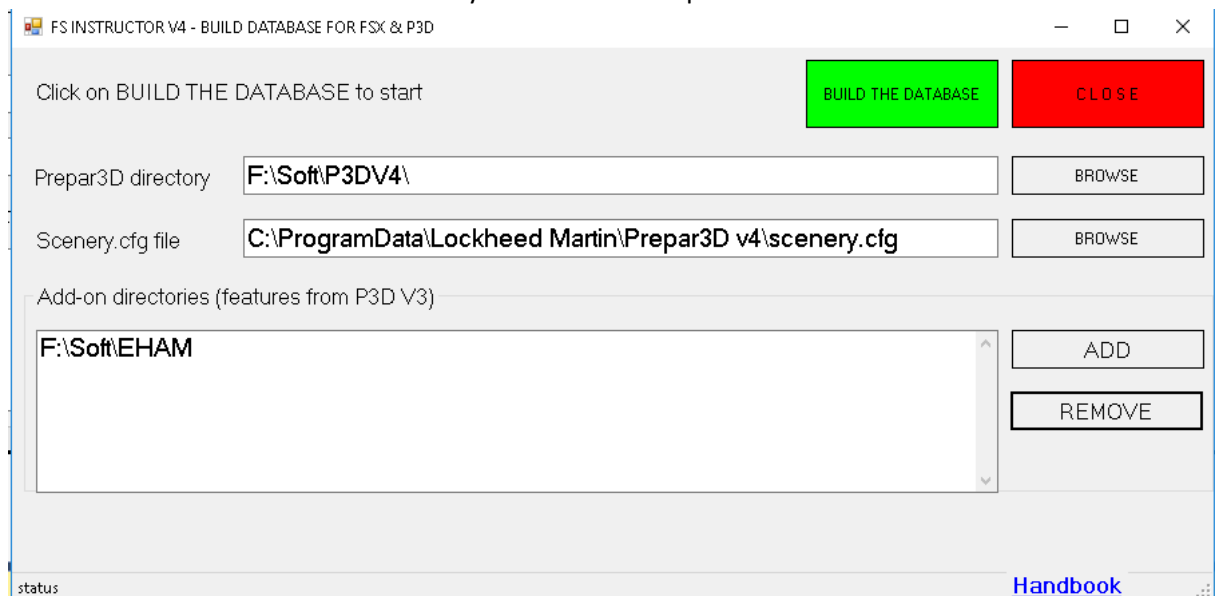 FS INSTRUCTOR V4 - BUILD DATABASE FOR FSX & P3D
Click on BUILD THE DATABASE to start
BUILD THE DATABASE
CLOSE
Prepar3D directory
F:\Soft\P3DV4\
BROWSE
Scenery.cfg file
C:\ProgramData\Lockheed Martin\Prepar3D v4\scenery.cfg
BROWSE
Add-on directories (features from P3D V3)
F:\Soft\EHAM
ADD
REMOVE
status
Handbook